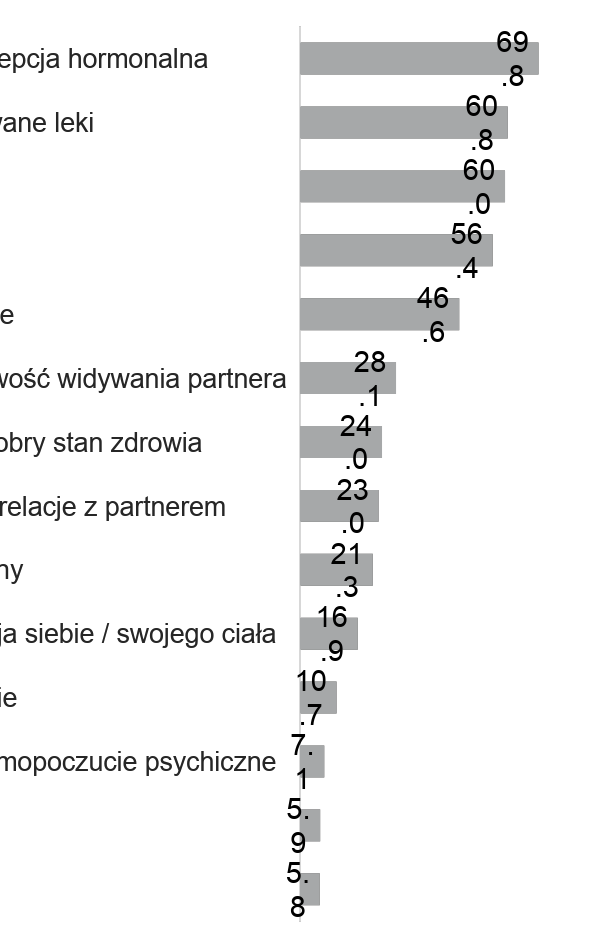 epcja hormonalna
69
.8
ane leki
60
.8
60
.0
56
.4
e
46
.6
wość widywania partnera
28
.1
obry stan zdrowia
24
.0
relacje z partnerem
23
.0
ny
21
.3
ja siebie / swojego ciała
16
.9
ie
10
.7
mopoczucie psychiczne
7.
1
5.
9
5.
8